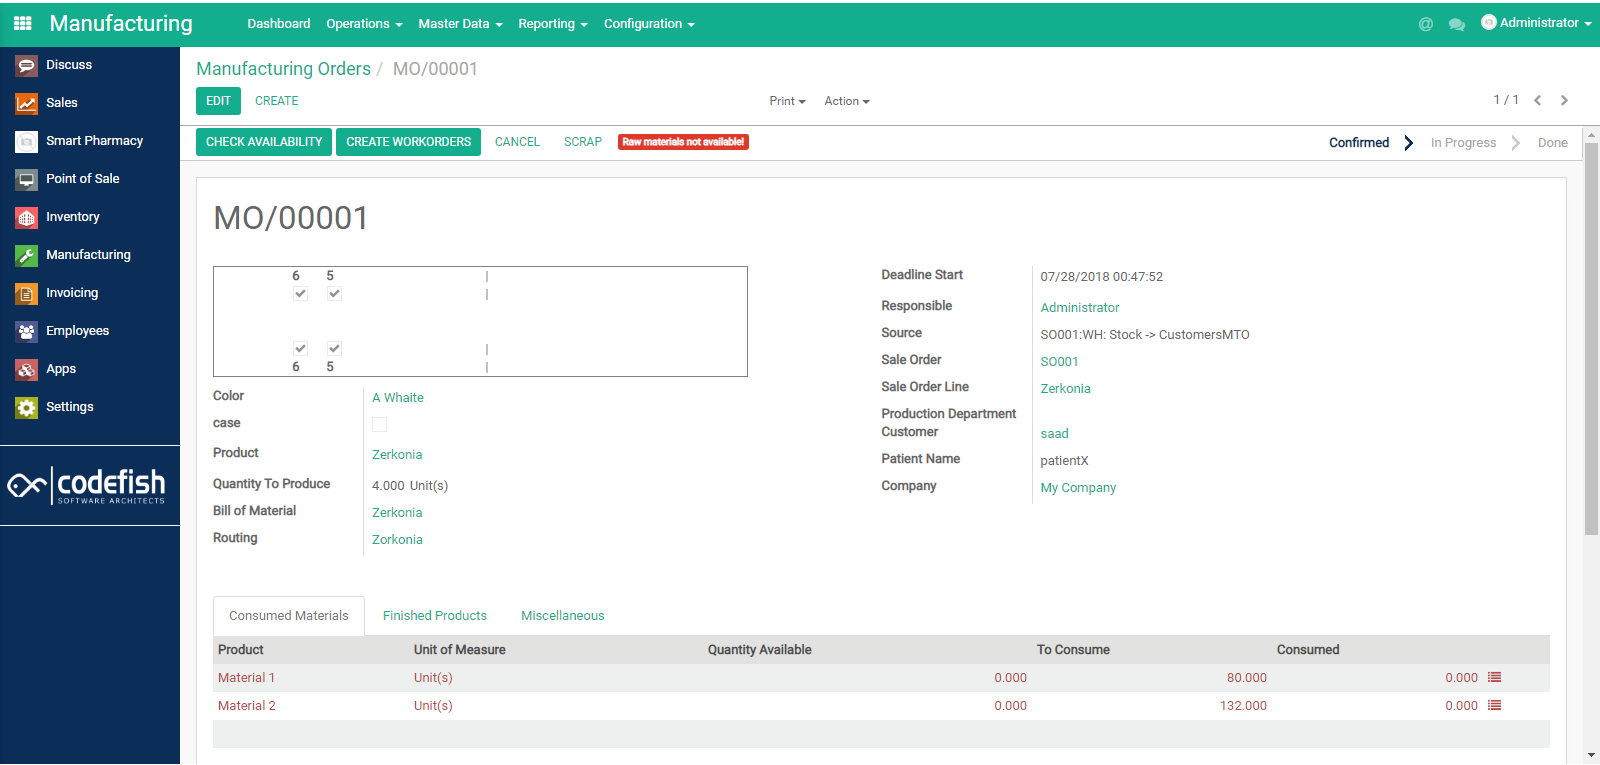 Manufacturing
Dashboard Operations Master Data Reporting Configuration
@ Administrator
Discuss
Sales
Smart Pharmacy
Point of Sale
Inventory
Manufacturing
Invoicing
Employees
Apps
Settings
codefish
SOFTWARE ARCHITECTS
Manufacturing Orders / MO/00001
EDIT CREATE
Print Action
1 / 1
CHECK AVAILABILITY CREATE WORKORDERS CANCEL SCRAP Raw materials not available!
Confirmed In Progress Done
MO/00001
6 5 |
|
|
6 5 |
Color A Whaite
case
Product Zerkonia
Quantity To Produce 4.000 Unit(s)
Bill of Material Zerkonia
Routing Zorkonia
Deadline Start 07/28/2018 00:47:52
Responsible Administrator
Source SO001:WH: Stock -> CustomersMTO
Sale Order SO001
Sale Order Line Zerkonia
Production Department
Customer saad
Patient Name patientX
Company My Company
Consumed Materials Finished Products Miscellaneous
Product Unit of Measure Quantity Available To Consume Consumed
Material 1 Unit(s) 0.000 80.000 0.000
Material 2 Unit(s) 0.000 132.000 0.000